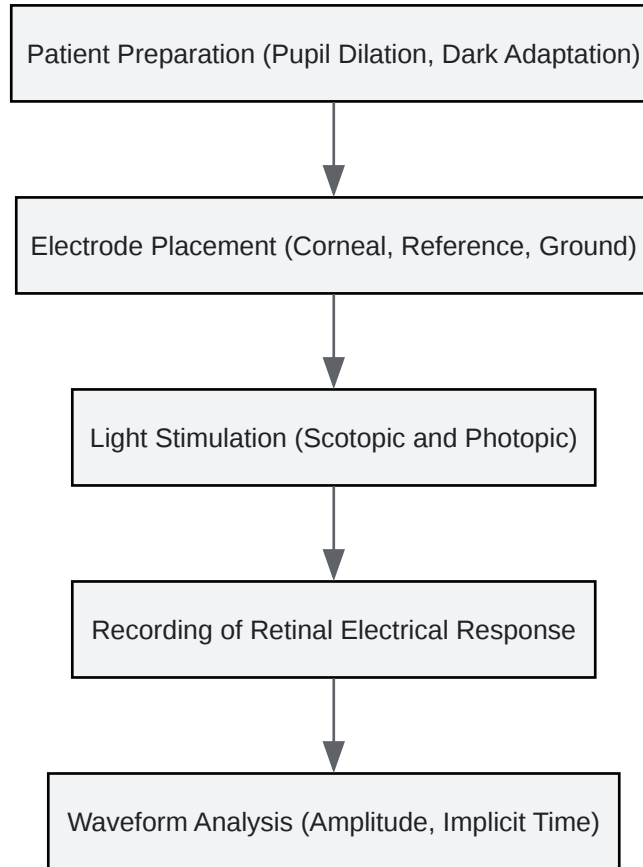 Patient Preparation (Pupil Dilation, Dark Adaptation)
Electrode Placement (Corneal, Reference, Ground)
Light Stimulation (Scotopic and Photopic)
Recording of Retinal Electrical Response
Waveform Analysis (Amplitude, Implicit Time)